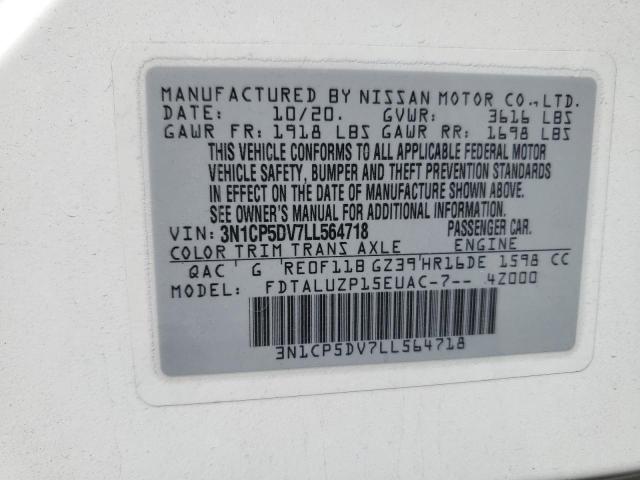 MANUFACTURED BY NISSAN MOTOR CO.,LTD.
DATE: 10/20. GVWR: 3616 LBS
GAWR FR: 1918 LBS GAWR RR: 1698 LBS
THIS VEHICLE CONFORMS TO ALL APPLICABLE FEDERAL MOTOR
VEHICLE SAFETY, BUMPER AND THEFT PREVENTION STANDARDS
IN EFFECT ON THE DATE OF MANUFACTURE SHOWN ABOVE.
SEE OWNER'S MANUAL FOR ADDITIONAL INFORMATION.
VIN: 3N1CP5DV7LL564718 PASSENGER CAR.
COLOR TRIM TRANS AXLE ENGINE
QAC G RE0F11B GZ39 HR16DE 1598 CC
MODEL: FDTALUZP15EUAC-7-- 4Z000
3N1CP5DV7LL564718